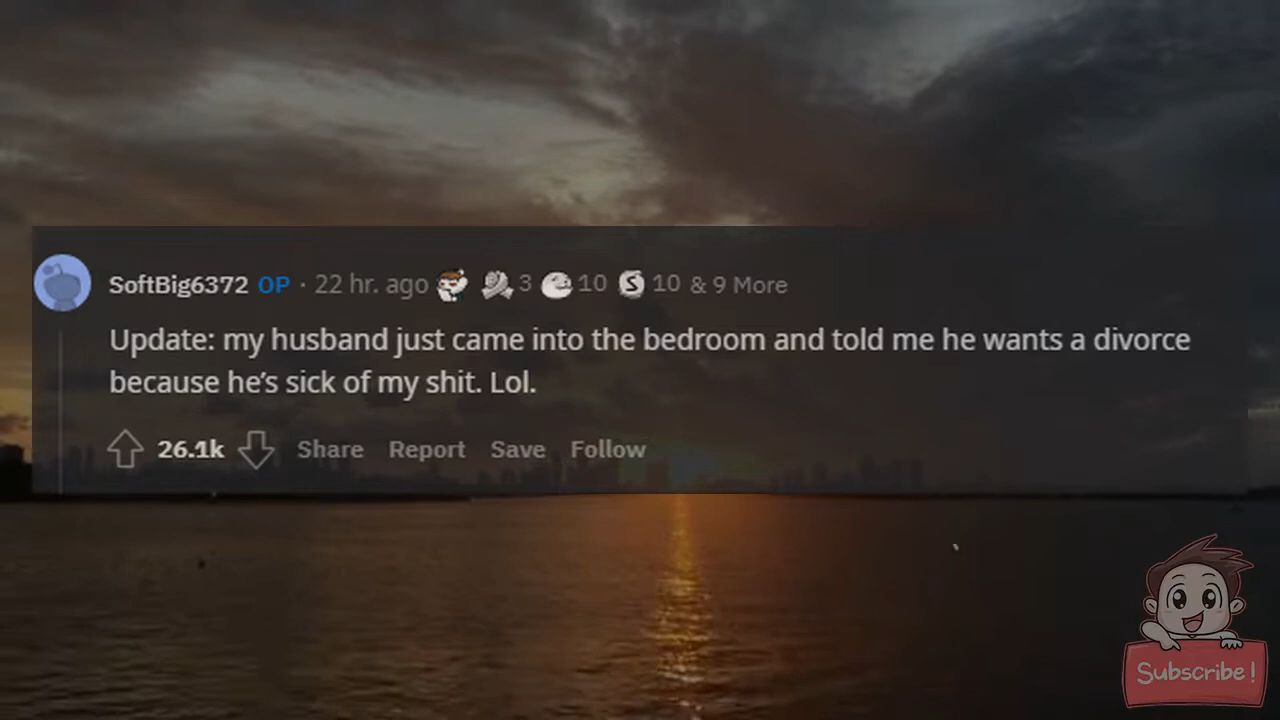 SoftBig6372 OP · 22 hr. ago 3 10 10 & 9 More
Update: my husband just came into the bedroom and told me he wants a divorce
because he's sick of my shit. Lol.
26.1k Share Report Save Follow
Subscribe!